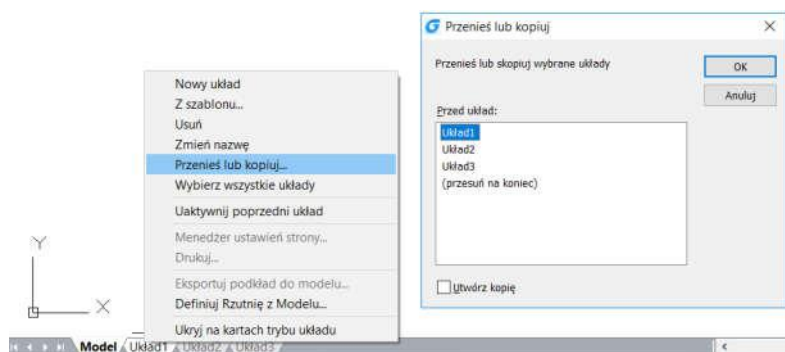 Nowy układ
Z szablonu...
Usuń
Zmień nazwę
Przenieś lub kopiuj...
Wybierz wszystkie układy
Uaktywnij poprzedni układ
Menedżer ustawień strony...
Drukuj...
Eksportuj podkład do modelu...
Definiuj Rzutnię z Modelu...
Ukryj na kartach trybu układu
Y
X
Model Układ1 Układ2 Układ3
Przenieś lub kopiuj
Przenieś lub skopiuj wybrane układy
OK
Anuluj
Przed układ:
Układ1
Układ2
Układ3
(przesuń na koniec)
Utwórz kopię